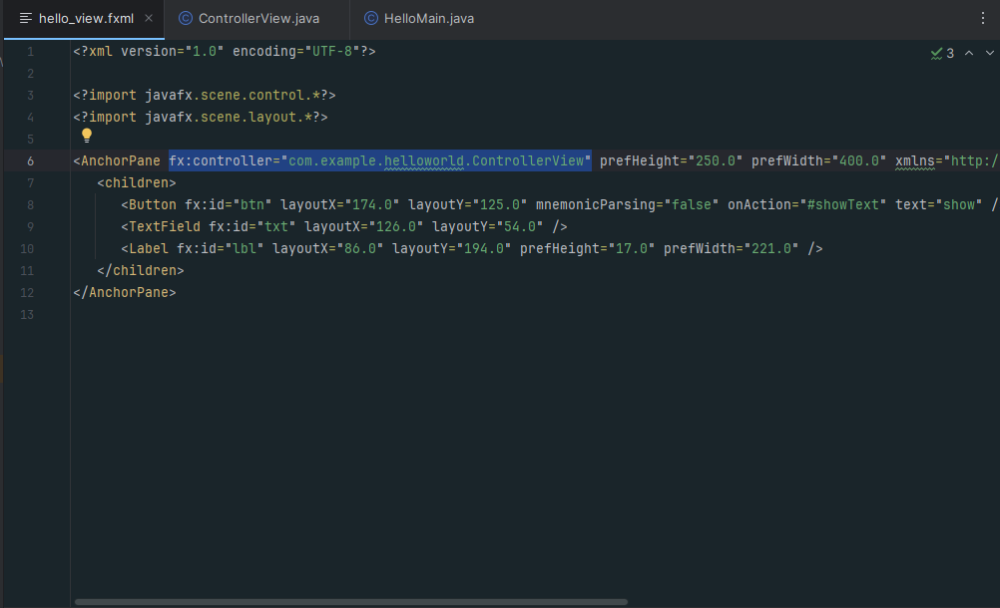 hello_view.fxml × ControllerView.java HelloMain.java
1 <?xml version="1.0" encoding="UTF-8"?> 3
2
3 <?import javafx.scene.control.*?>
4 <?import javafx.scene.layout.*?>
5
6 <AnchorPane fx:controller="com.example.helloworld.ControllerView" prefHeight="250.0" prefWidth="400.0" xmlns="http:/
7 <children>
8 <Button fx:id="btn" layoutX="174.0" layoutY="125.0" mnemonicParsing="false" onAction="#showText" text="show" /
9 <TextField fx:id="txt" layoutX="126.0" layoutY="54.0" />
10 <Label fx:id="lbl" layoutX="86.0" layoutY="194.0" prefHeight="17.0" prefWidth="221.0" />
11 </children>
12 </AnchorPane>
13